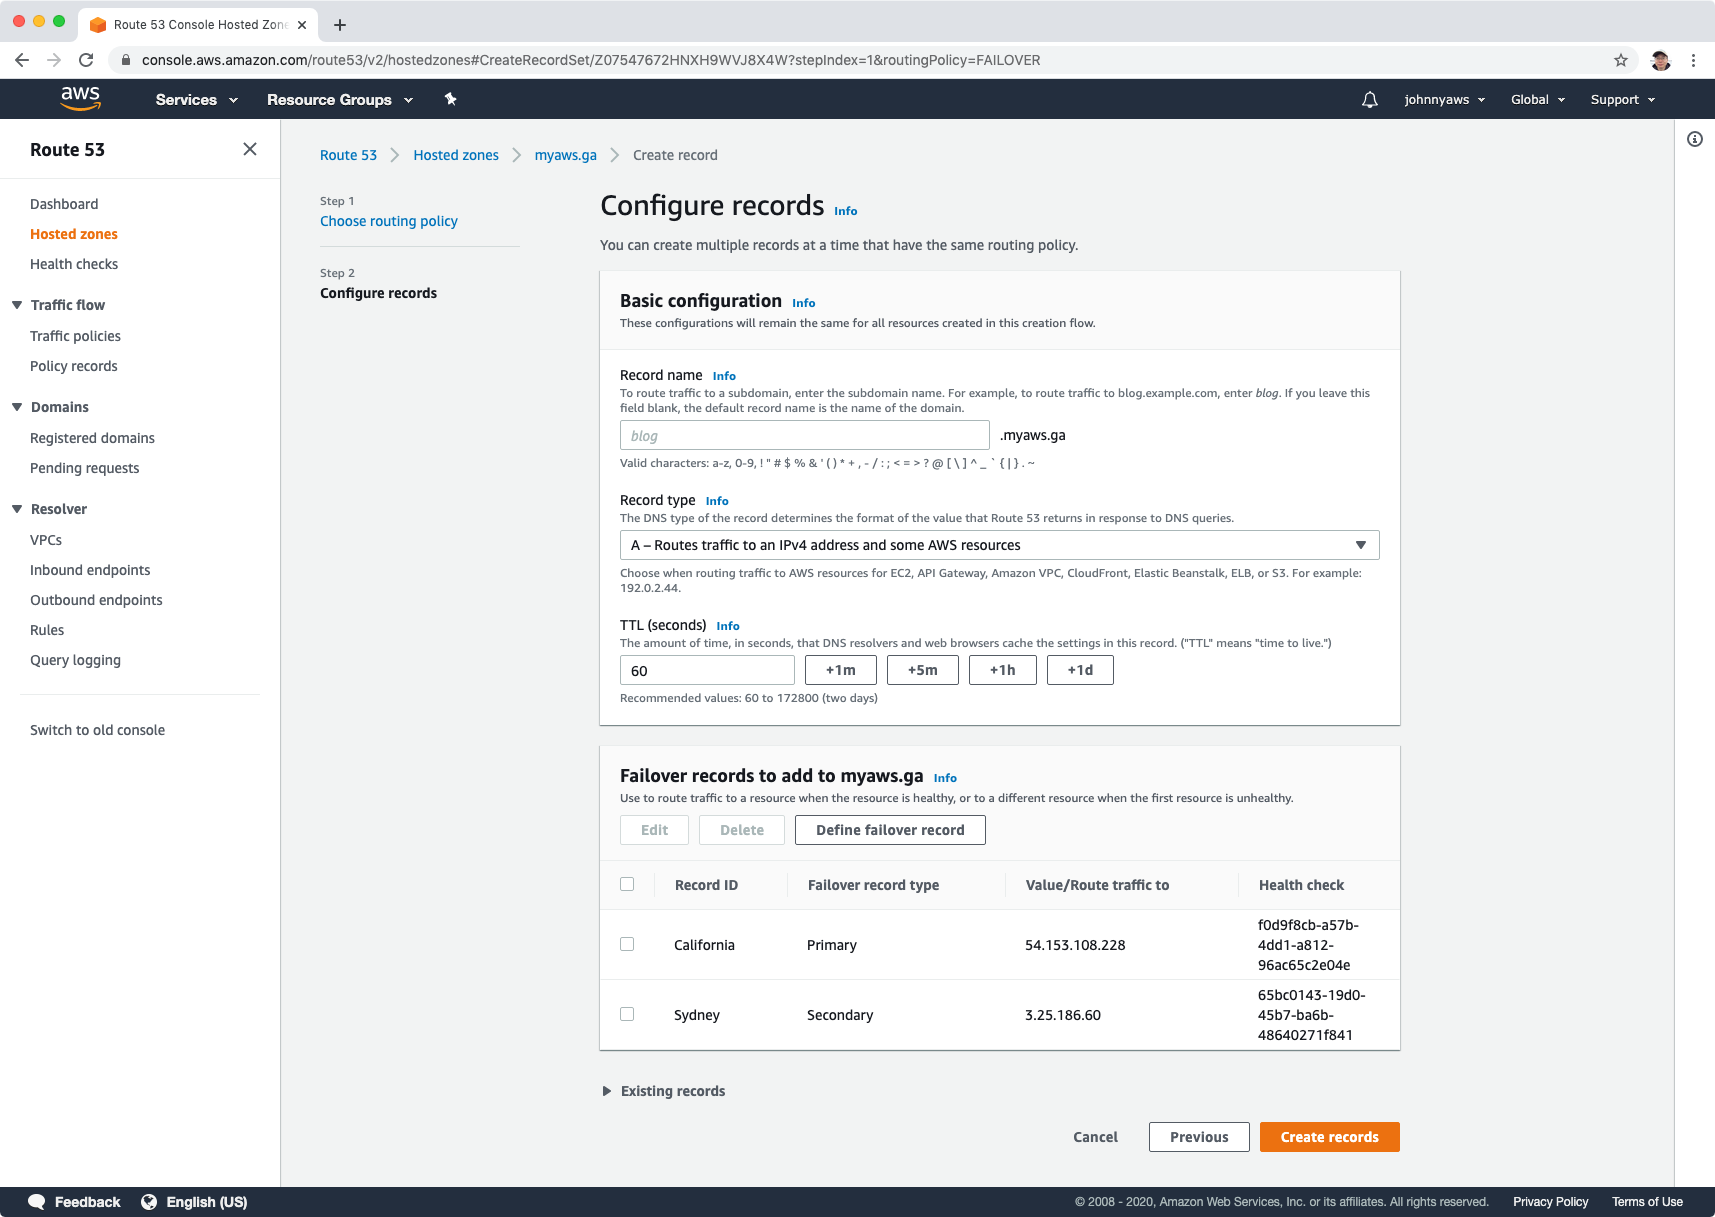 Route 53 Console Hosted Zone
console.aws.amazon.com/route53/v2/hostedzones#CreateRecordSet/Z07547672HNXH9WVJ8X4W?stepIndex=1&routingPolicy=FAILOVER
aws
Services
Resource Groups
johnnyaws
Global
Support
Route 53
Dashboard
Hosted zones
Health checks
Traffic flow
Traffic policies
Policy records
Domains
Registered domains
Pending requests
Resolver
VPCs
Inbound endpoints
Outbound endpoints
Rules
Query logging
Switch to old console
Route 53 > Hosted zones > myaws.ga > Create record
Step 1
Choose routing policy
Step 2
Configure records
Configure records Info
You can create multiple records at a time that have the same routing policy.
Basic configuration Info
These configurations will remain the same for all resources created in this creation flow.
Record name Info
To route traffic to a subdomain, enter the subdomain name. For example, to route traffic to blog.example.com, enter blog. If you leave this
field blank, the default record name is the name of the domain.
blog .myaws.ga
Valid characters: a-z, 0-9, ! " # $ % & ' ( ) * + , - / : ; < = > ? @ [ \ ] ^ _ ` { | } . ~
Record type Info
The DNS type of the record determines the format of the value that Route 53 returns in response to DNS queries.
A – Routes traffic to an IPv4 address and some AWS resources
Choose when routing traffic to AWS resources for EC2, API Gateway, Amazon VPC, CloudFront, Elastic Beanstalk, ELB, or S3. For example:
192.0.2.44.
TTL (seconds) Info
The amount of time, in seconds, that DNS resolvers and web browsers cache the settings in this record. ("TTL" means "time to live.")
60 +1m +5m +1h +1d
Recommended values: 60 to 172800 (two days)
Failover records to add to myaws.ga Info
Use to route traffic to a resource when the resource is healthy, or to a different resource when the first resource is unhealthy.
Edit Delete Define failover record
Record ID Failover record type Value/Route traffic to Health check
California Primary 54.153.108.228 f0d9f8cb-a57b-
4dd1-a812-
96ac65c2e04e
Sydney Secondary 3.25.186.60 65bc0143-19d0-
45b7-ba6b-
48640271f841
Existing records
Cancel Previous Create records
Feedback English (US) © 2008 - 2020, Amazon Web Services, Inc. or its affiliates. All rights reserved. Privacy Policy Terms of Use